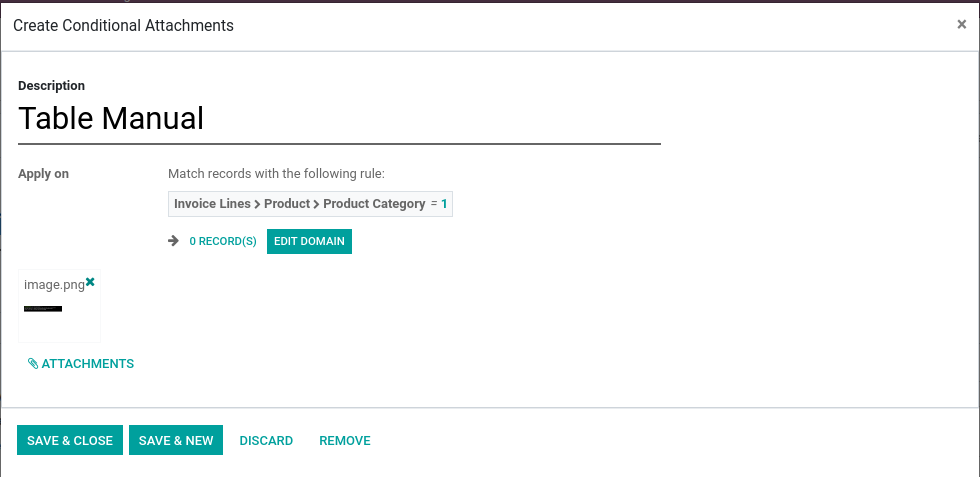 Create Conditional Attachments ×
Description
Table Manual
Apply on Match records with the following rule:
Invoice Lines > Product > Product Category = 1
0 RECORD(S) EDIT DOMAIN
image.png
ATTACHMENTS
SAVE & CLOSE SAVE & NEW DISCARD REMOVE